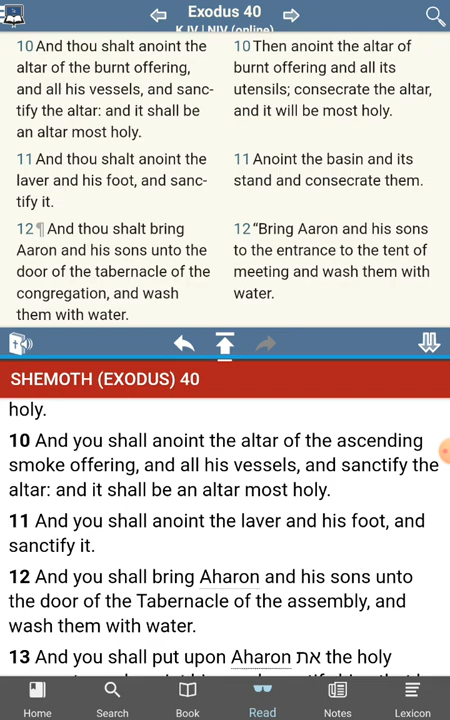 Exodus 40
KJV | NIV (online)
10 And thou shalt anoint the
altar of the burnt offering,
and all his vessels, and sanc-
tify the altar: and it shall be
an altar most holy.
11 And thou shalt anoint the
laver and his foot, and sanc-
tify it.
12 ¶ And thou shalt bring
Aaron and his sons unto the
door of the tabernacle of the
congregation, and wash
them with water.
10 Then anoint the altar of
burnt offering and all its
utensils; consecrate the altar,
and it will be most holy.
11 Anoint the basin and its
stand and consecrate them.
12 “Bring Aaron and his sons
to the entrance to the tent of
meeting and wash them with
water.
SHEMOTH (EXODUS) 40
holy.
10 And you shall anoint the altar of the ascending
smoke offering, and all his vessels, and sanctify the
altar: and it shall be an altar most holy.
11 And you shall anoint the laver and his foot, and
sanctify it.
12 And you shall bring Aharon and his sons unto
the door of the Tabernacle of the assembly, and
wash them with water.
13 And you shall put upon Aharon את the holy
Home Search Book Read Notes Lexicon